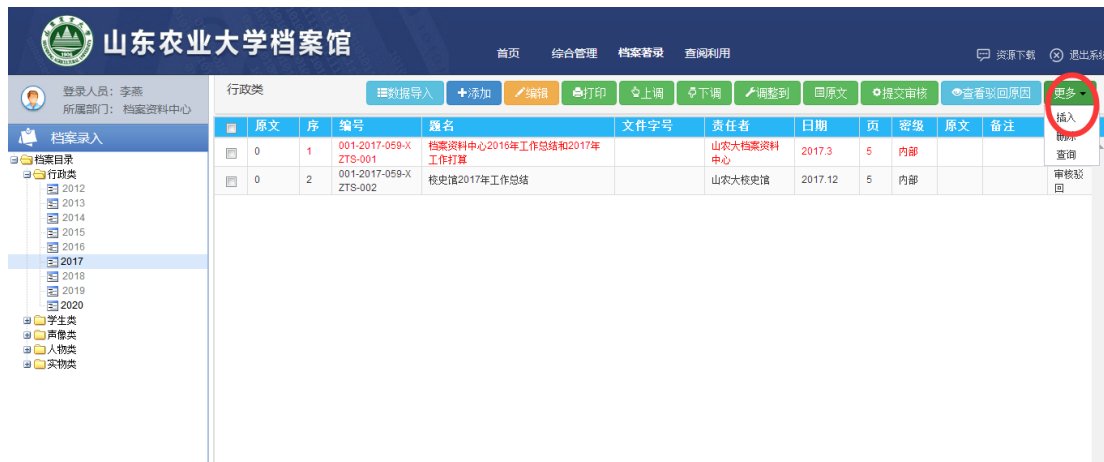 山东农业大学档案馆
首页 综合管理 档案著录 查阅利用
资源下载 退出系统
登录人员：李燕
所属部门： 档案资料中心
档案录入
档案目录
行政类
2012
2013
2014
2015
2016
2017
2018
2019
2020
学生类
声像类
人物类
实物类
行政类 数据导入 添加 编辑 打印 上调 下调 调整到 原文 提交审核 查看驳回原因 更多
插入
删除
查询
原文 序 编号 题名 文件字号 责任者 日期 页 密级 原文 备注
0 1 001-2017-059-X 档案资料中心2016年工作总结和2017年 山农大档案资料 2017.3 5 内部
ZTS-001 工作打算 中心
0 2 001-2017-059-X 校史馆2017年工作总结 山农大校史馆 2017.12 5 内部 审核驳
ZTS-002 回